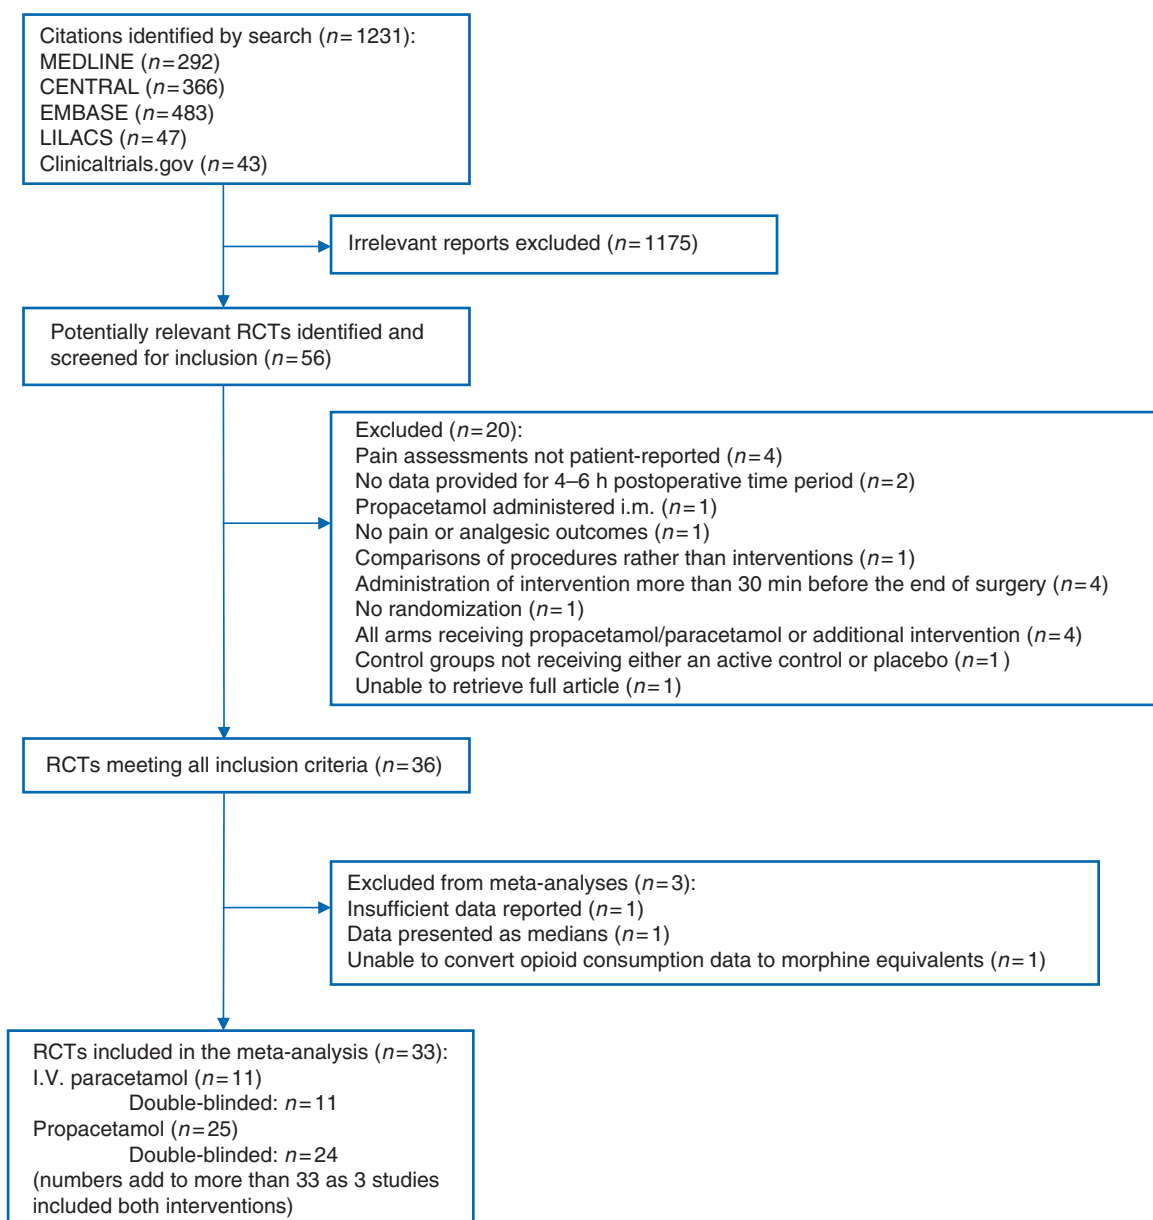 Citations identified by search (n=1231):
MEDLINE (n=292)
CENTRAL (n=366)
EMBASE (n=483)
LILACS (n=47)
Clinicaltrials.gov (n=43)
Irrelevant reports excluded (n=1175)
Potentially relevant RCTs identified and
screened for inclusion (n=56)
Excluded (n=20):
Pain assessments not patient-reported (n=4)
No data provided for 4–6 h postoperative time period (n=2)
Propacetamol administered i.m. (n=1)
No pain or analgesic outcomes (n=1)
Comparisons of procedures rather than interventions (n=1)
Administration of intervention more than 30 min before the end of surgery (n=4)
No randomization (n=1)
All arms receiving propacetamol/paracetamol or additional intervention (n=4)
Control groups not receiving either an active control or placebo (n=1)
Unable to retrieve full article (n=1)
RCTs meeting all inclusion criteria (n=36)
Excluded from meta-analyses (n=3):
Insufficient data reported (n=1)
Data presented as medians (n=1)
Unable to convert opioid consumption data to morphine equivalents (n=1)
RCTs included in the meta-analysis (n=33):
I.V. paracetamol (n=11)
Double-blinded: n=11
Propacetamol (n=25)
Double-blinded: n=24
(numbers add to more than 33 as 3 studies
included both interventions)